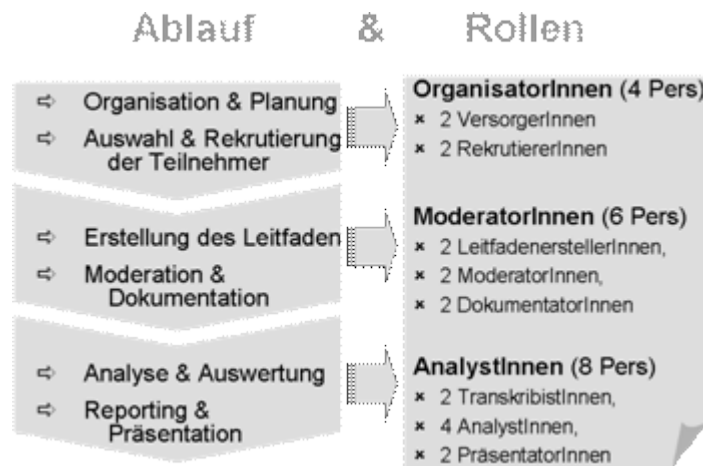 Ablauf & Rollen
Organisation & Planung
Auswahl & Rekrutierung
der Teilnehmer
Erstellung des Leitfaden
Moderation &
Dokumentation
Analyse & Auswertung
Reporting &
Präsentation
OrganisatorInnen (4 Pers)
2 VersorgerInnen
2 RekrutiererInnen
ModeratorInnen (6 Pers)
2 LeitfadenerstellerInnen,
2 ModeratorInnen,
2 DokumentatorInnen
AnalystInnen (8 Pers)
2 TranskribistInnen,
4 AnalystInnen,
2 PräsentatorInnen